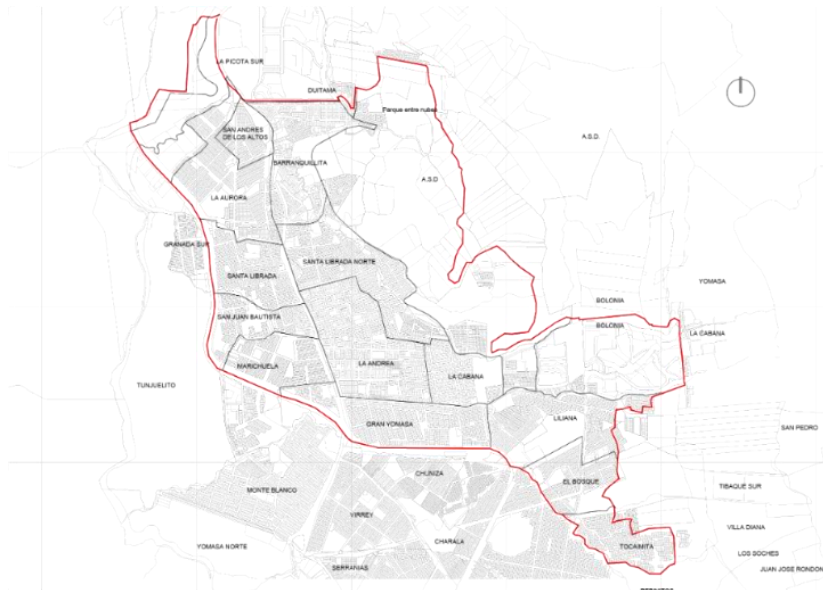 LA PICOTA SUR
DUITAMA
Parque entre nubes
SAN ANDRES
DE LOS ALTOS
A.S.D.
BARRANQUILLITA
A.S.D
LA AURORA
GRANADA SUR
SANTA LIBRADA NORTE
SANTA LIBRADA
YOMASA
BOLONIA
SAN JUAN BAUTISTA
BOLONIA
LA CABANA
MARICHUELA
LA ANDREA
LA CABANA
TUNJUELITO
LILIANA
GRAN YOMASA
SAN PEDRO
CHUNIZA
EL BOSQUE
TIBAQUE SUR
MONTE BLANCO
VIRREY
VILLA DIANA
CHARALA
YOMASA NORTE
TOCAIMITA
LOS SOCHES
SERRANIAS
JUAN JOSE RONDON